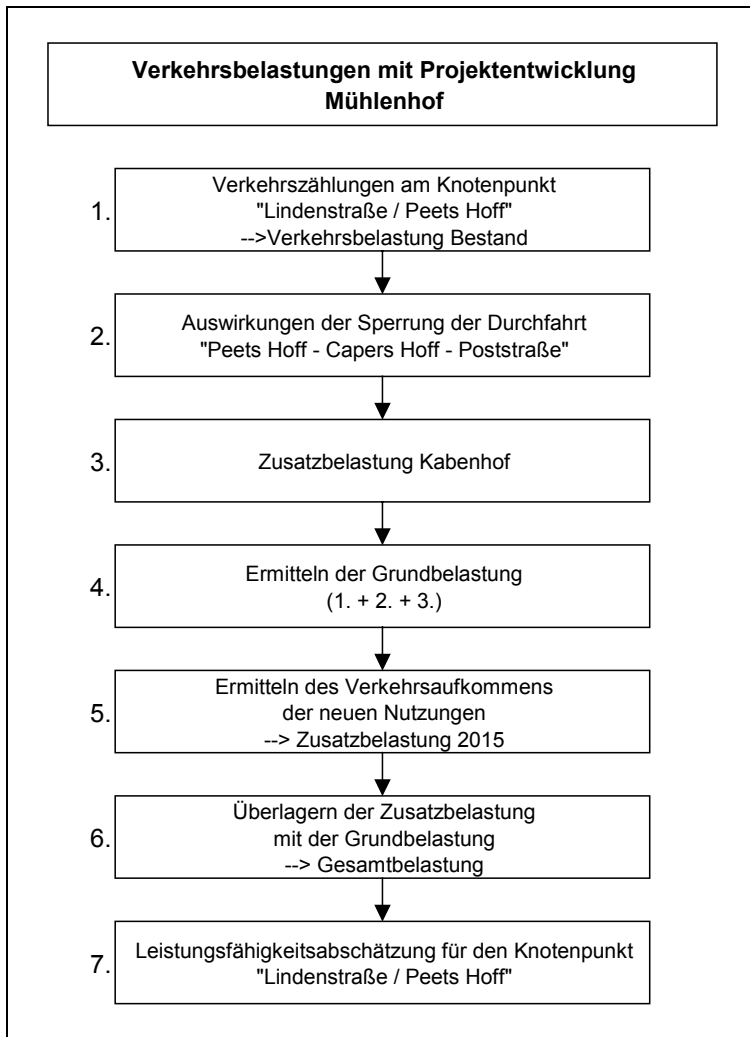 Verkehrsbelastungen mit Projektentwicklung
Mühlenhof
1.
Verkehrszählungen am Knotenpunkt
"Lindenstraße / Peets Hoff"
-->Verkehrsbelastung Bestand
2.
Auswirkungen der Sperrung der Durchfahrt
"Peets Hoff - Capers Hoff - Poststraße"
3.
Zusatzbelastung Kabenhof
4.
Ermitteln der Grundbelastung
(1. + 2. + 3.)
5.
Ermitteln des Verkehrsaufkommens
der neuen Nutzungen
--> Zusatzbelastung 2015
6.
Überlagern der Zusatzbelastung
mit der Grundbelastung
--> Gesamtbelastung
7.
Leistungsfähigkeitsabschätzung für den Knotenpunkt
"Lindenstraße / Peets Hoff"